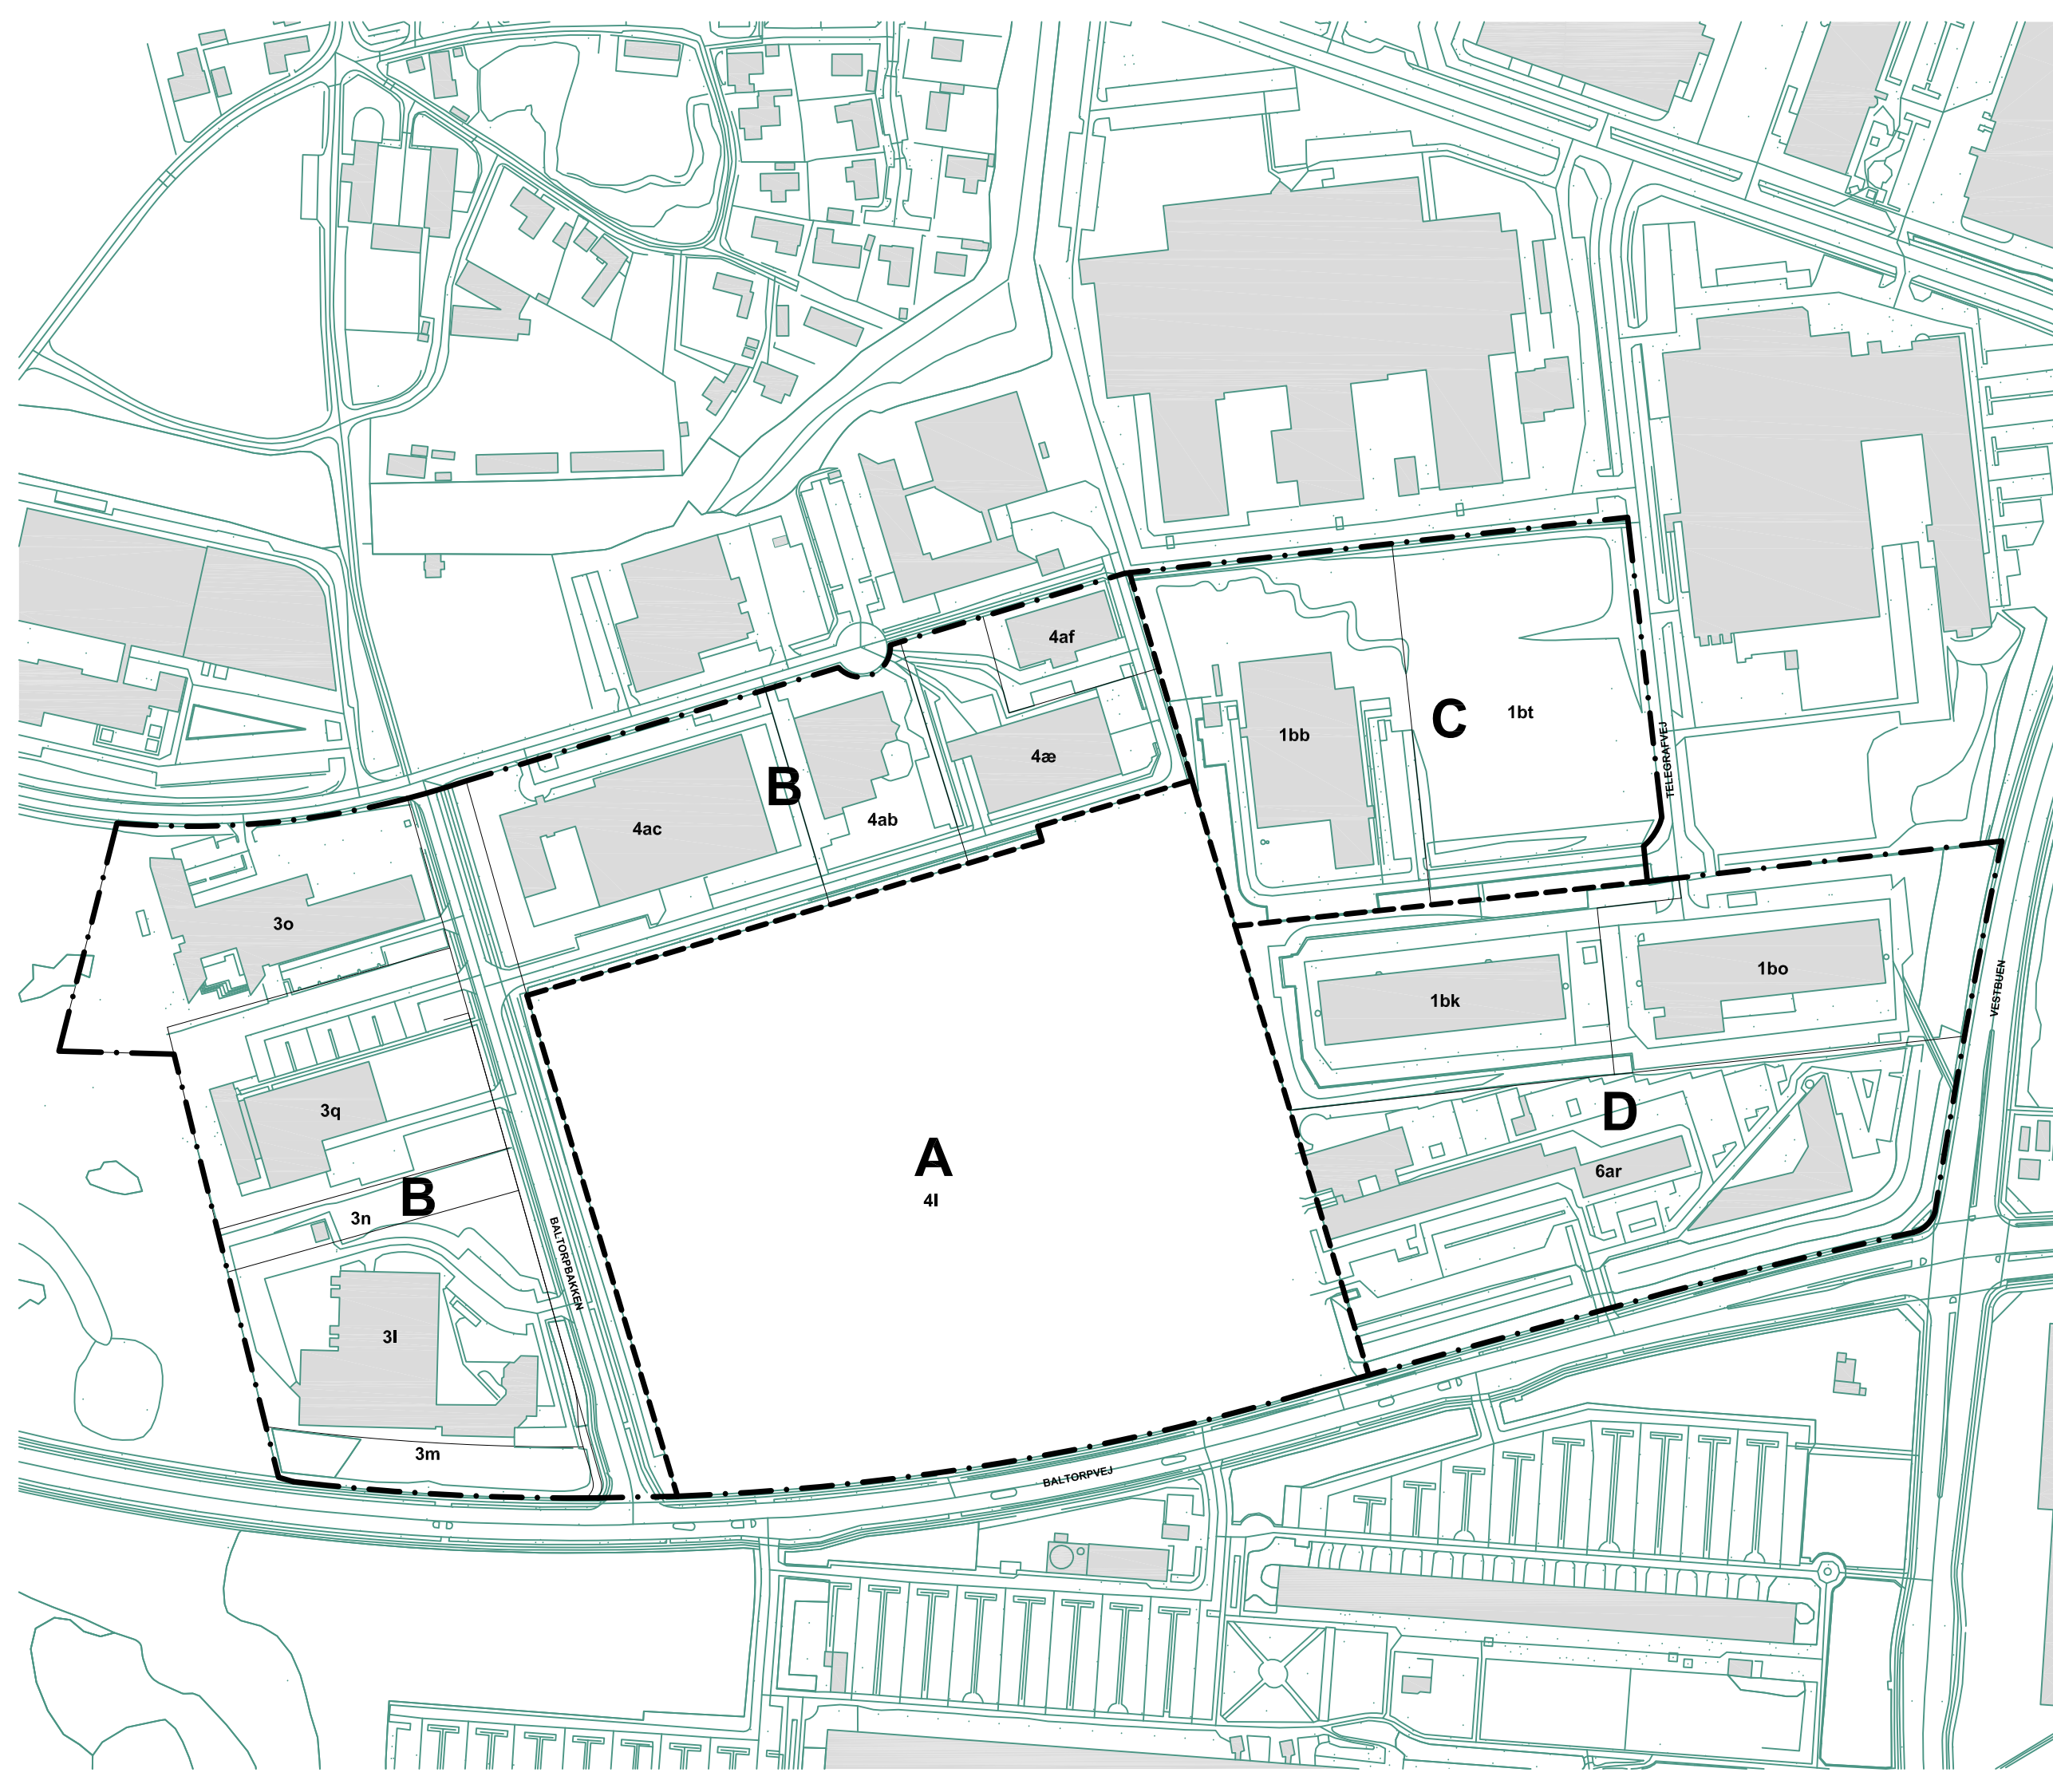 4af
C
1bt
1bb
TELEGRAFVEJ
4æ
B
4ac
4ab
3o
1bo
VESTBUEN
1bk
3q
D
A
6ar
4l
B
3n
BALTORPBAKKEN
3l
3m
BALTORPVEJ